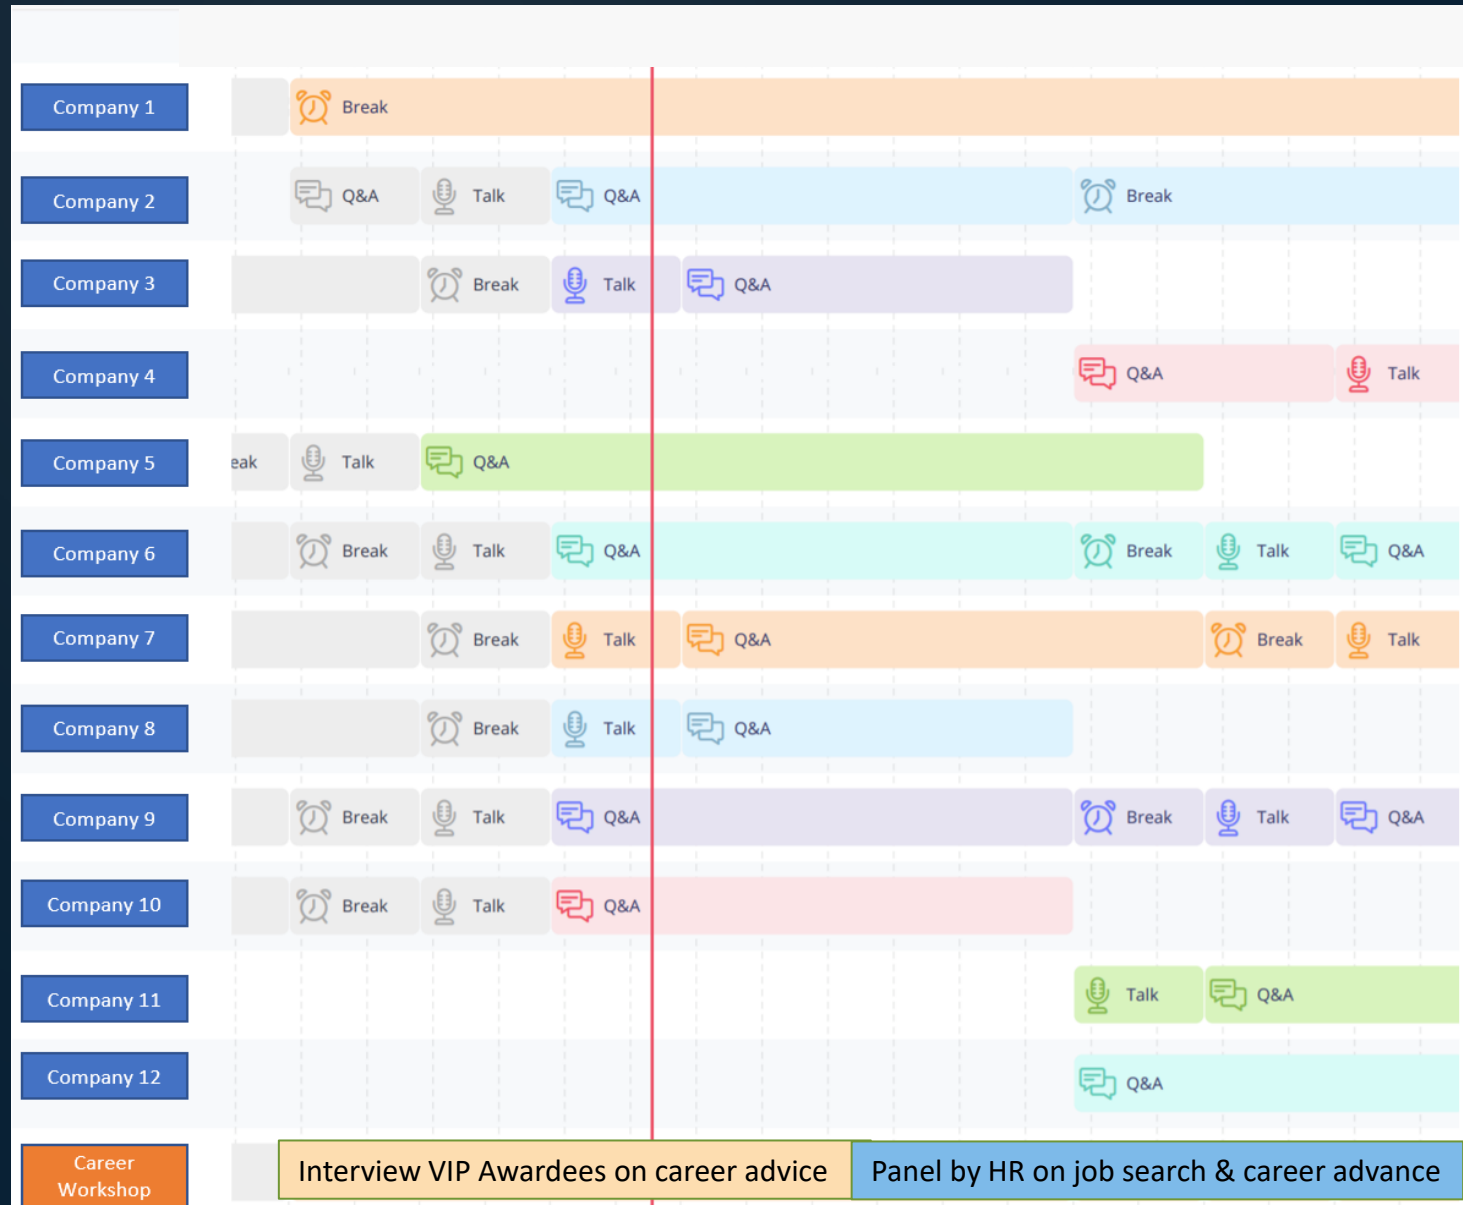 Company 1
Break
Company 2
Q&A Talk Q&A Break
Company 3
Break Talk Q&A
Company 4
Q&A Talk
Company 5
eak Talk Q&A
Company 6
Break Talk Q&A Break Talk Q&A
Company 7
Break Talk Q&A Break Talk
Company 8
Break Talk Q&A
Company 9
Break Talk Q&A Break Talk Q&A
Company 10
Break Talk Q&A
Company 11
Talk Q&A
Company 12
Q&A
Career
Workshop
Interview VIP Awardees on career advice
Panel by HR on job search & career advance